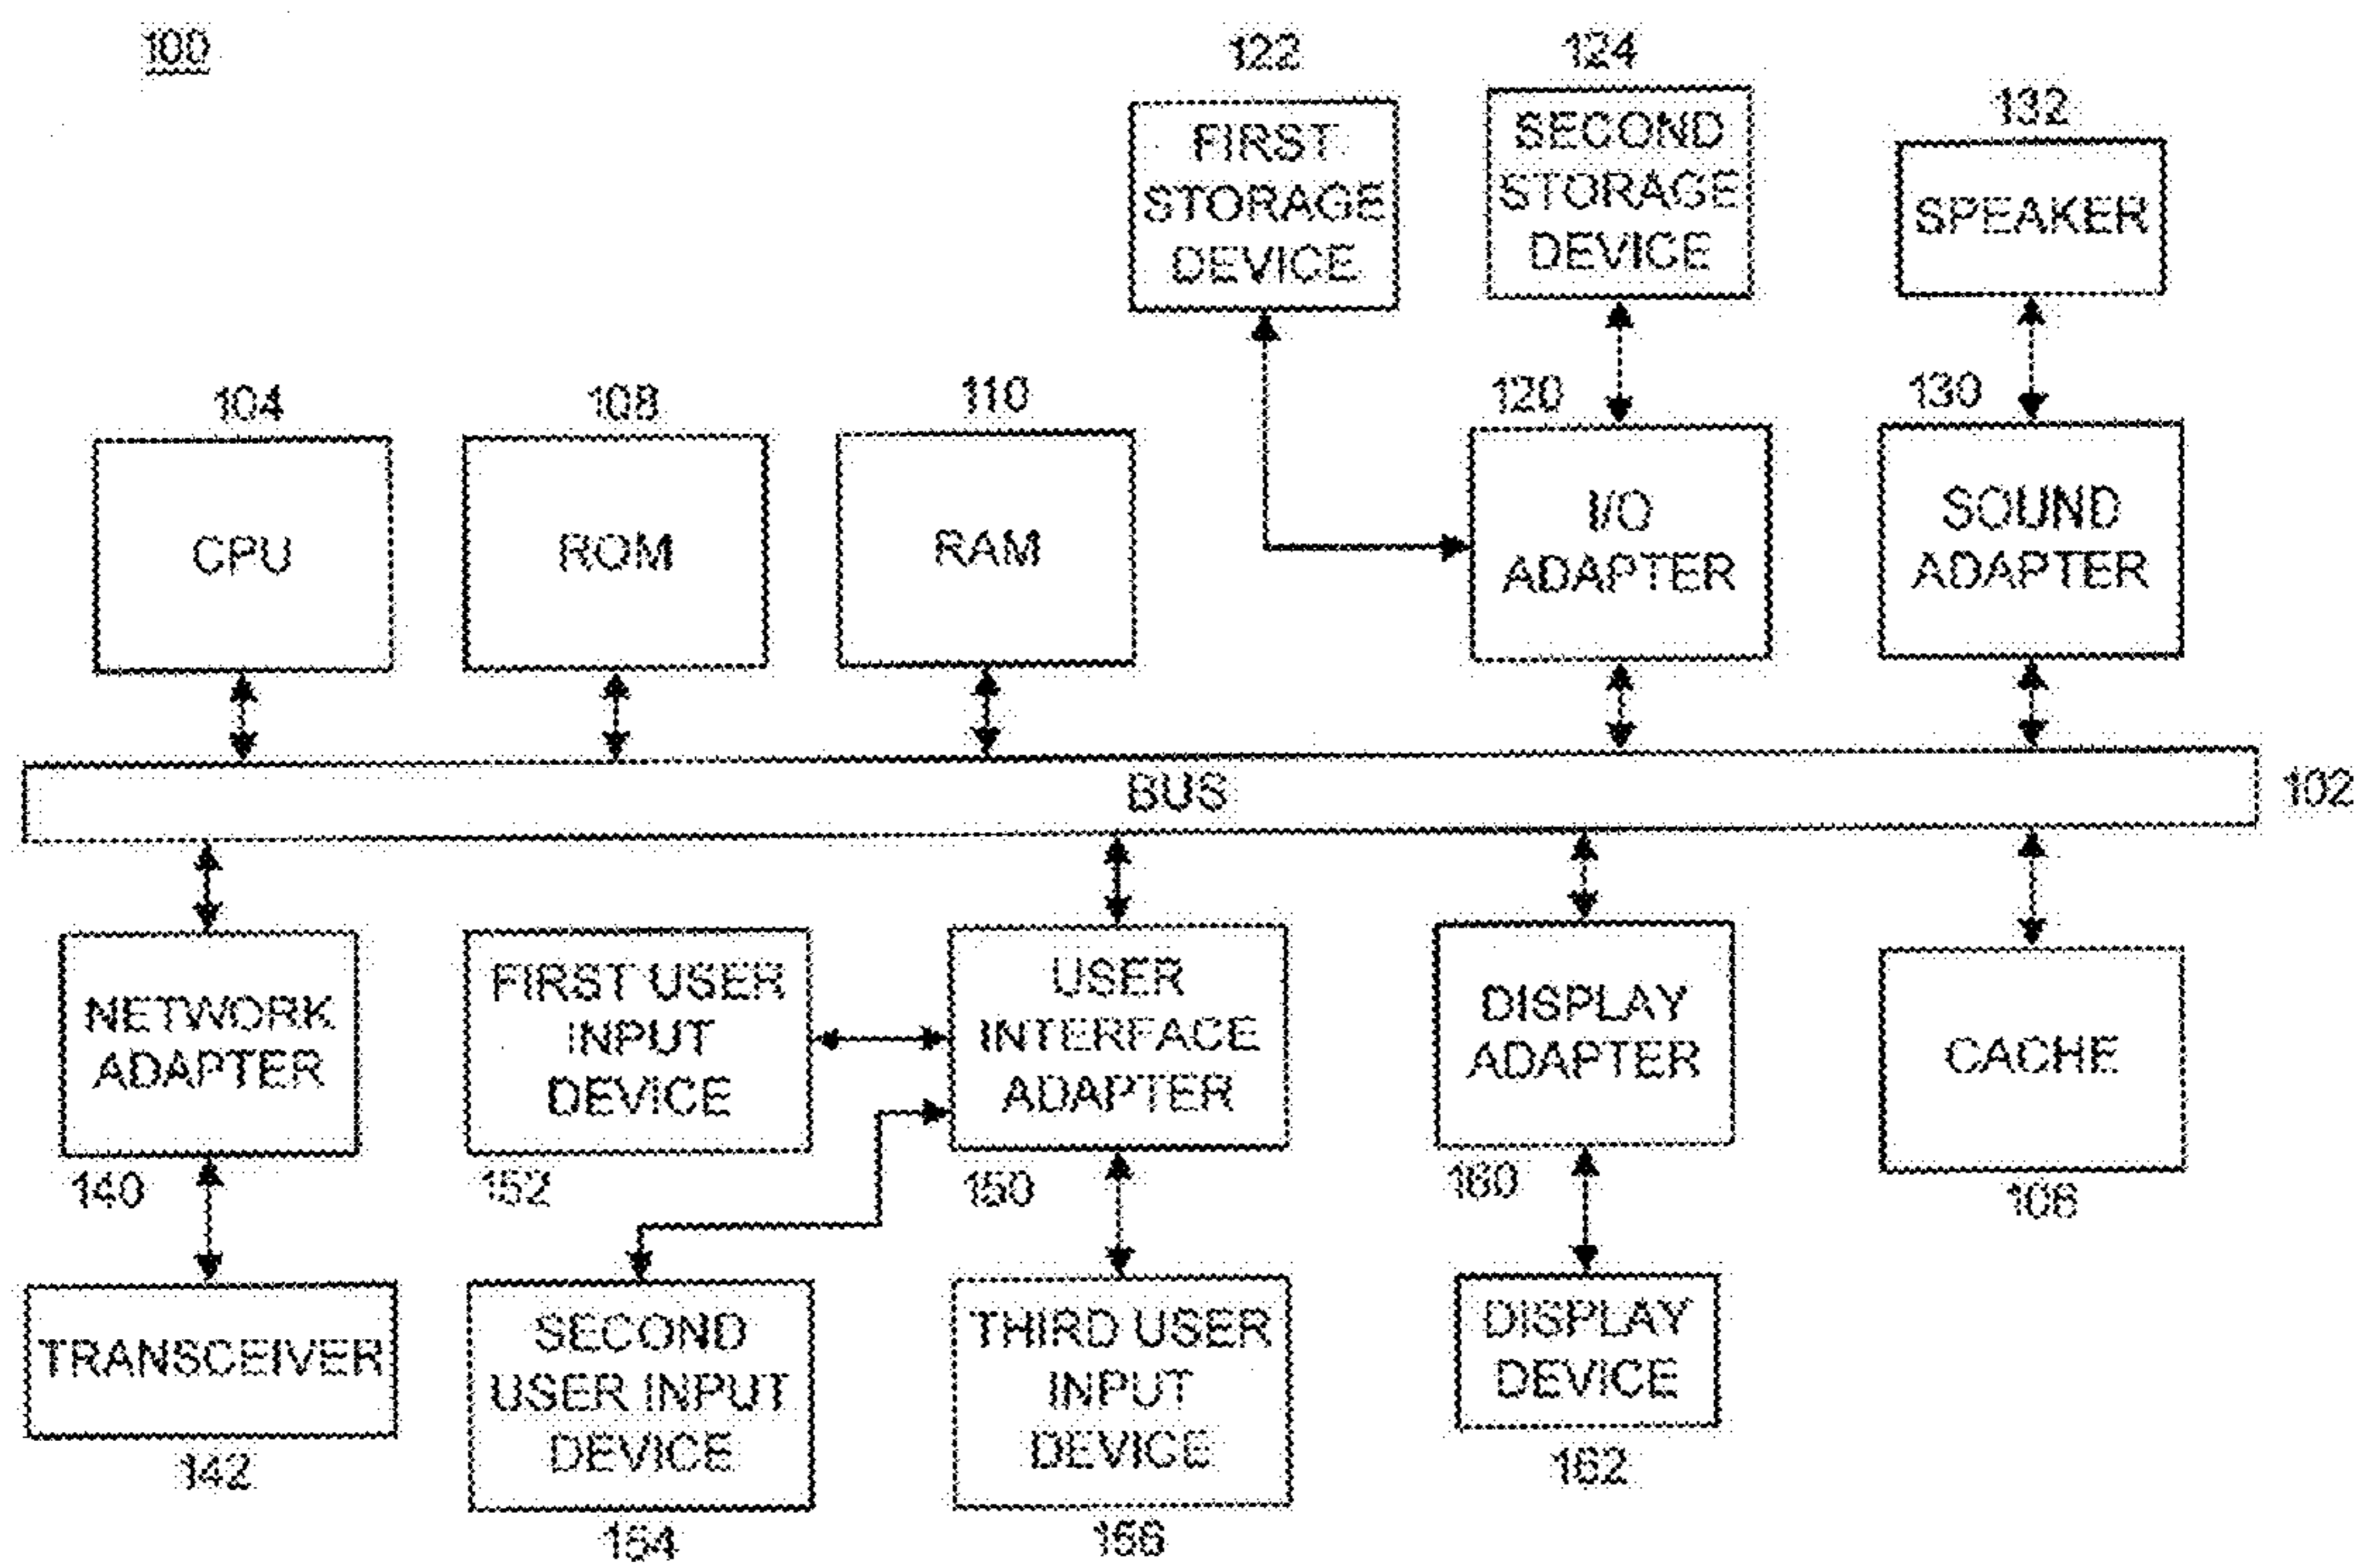 100
122
124
132
FIRST
STORAGE
DEVICE
SECOND
STORAGE
DEVICE
SPEAKER
104
108
110
120
130
CPU
ROM
RAM
I/O
ADAPTER
SOUND
ADAPTER
BUS
102
NETWORK
ADAPTER
FIRST USER
INPUT
DEVICE
USER
INTERFACE
ADAPTER
DISPLAY
ADAPTER
CACHE
140
152
150
160
106
TRANSCEIVER
SECOND
USER INPUT
DEVICE
THIRD USER
INPUT
DEVICE
DISPLAY
DEVICE
142
154
156
162